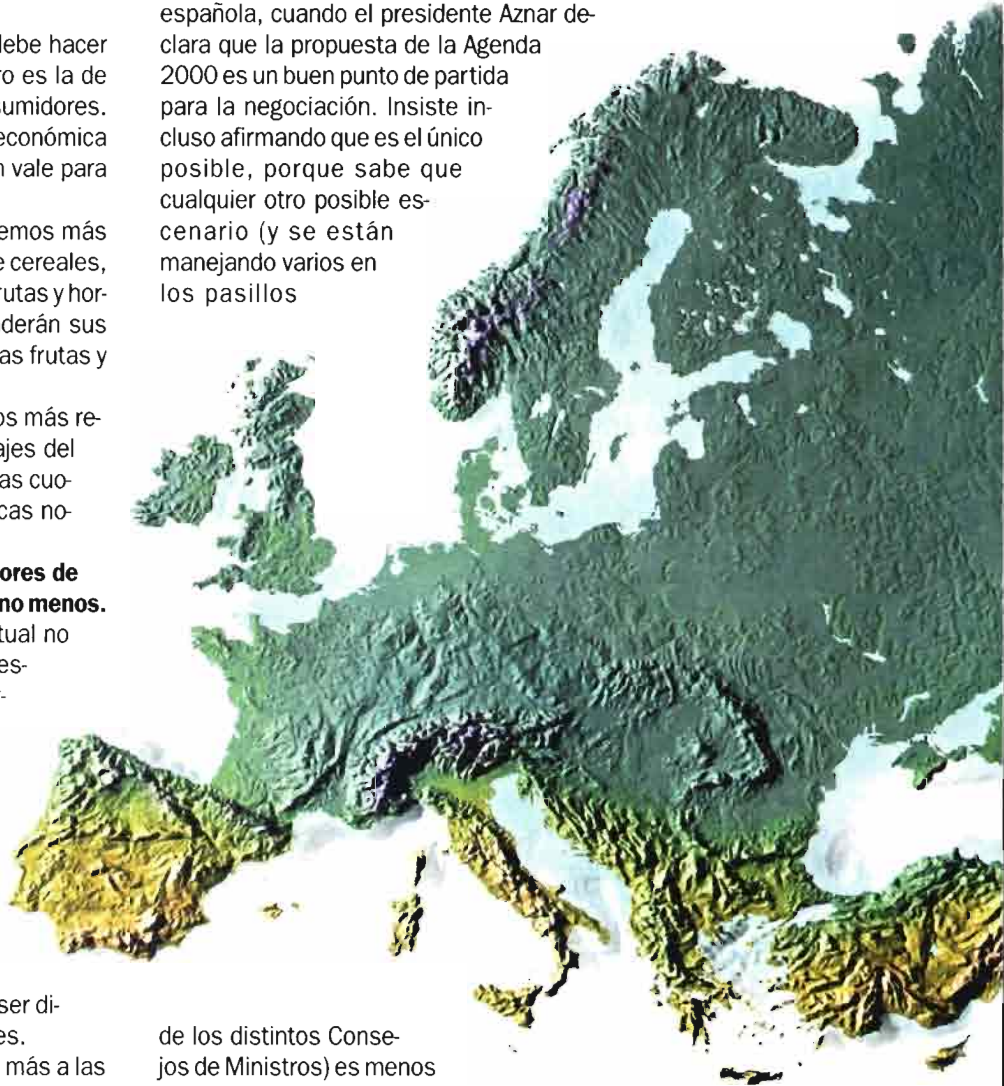 debe hacer
ro es la de
sumidores.
económica
n vale para
emos más
e cereales,
rutas y hor-
derán sus
as frutas y
os más re-
ajes del
as cuo-
cas no-
ores de
no menos.
tual no
es-
ser di-
es.
más a las
española, cuando el presidente Aznar de-
clara que la propuesta de la Agenda
2000 es un buen punto de partida
para la negociación. Insiste in-
cluso afirmando que es el único
posible, porque sabe que
cualquier otro posible es-
cenario (y se están
manejando varios en
los pasillos
de los distintos Conse-
jos de Ministros) es menos